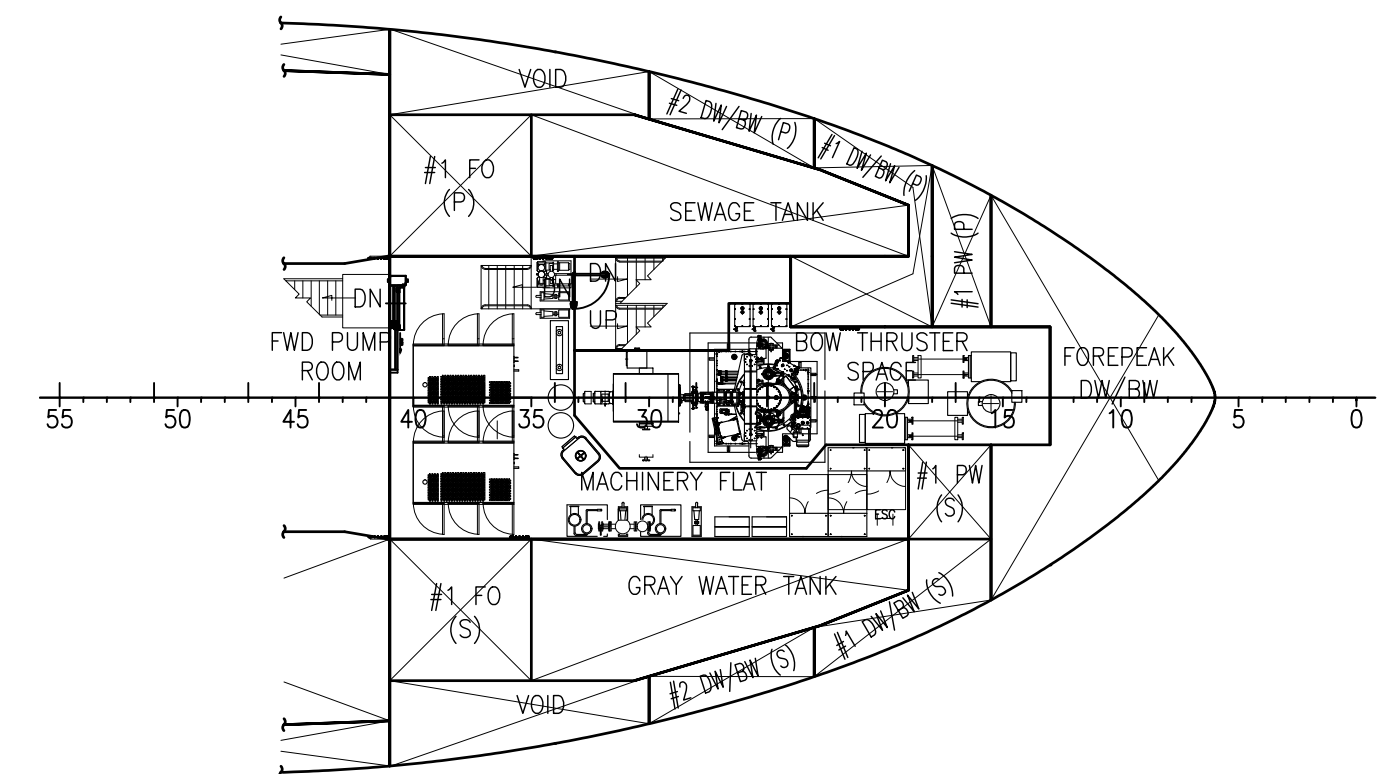 VOID
#2 DW/BW (P)
#1 DW/BW (P)
#1 FO
(P)
SEWAGE TANK
#1 PW (P)
DN
DN
DN
UP
FWD PUMP
ROOM
BOW THRUSTER
SPACE
FOREPEAK
DW/BW
55 50 45 40 35 30 20 15 10 5 0
MACHINERY FLAT
#1 PW
(S)
ESC
GRAY WATER TANK
#1 FO
(S)
#1 DW/BW (S)
#2 DW/BW (S)
VOID